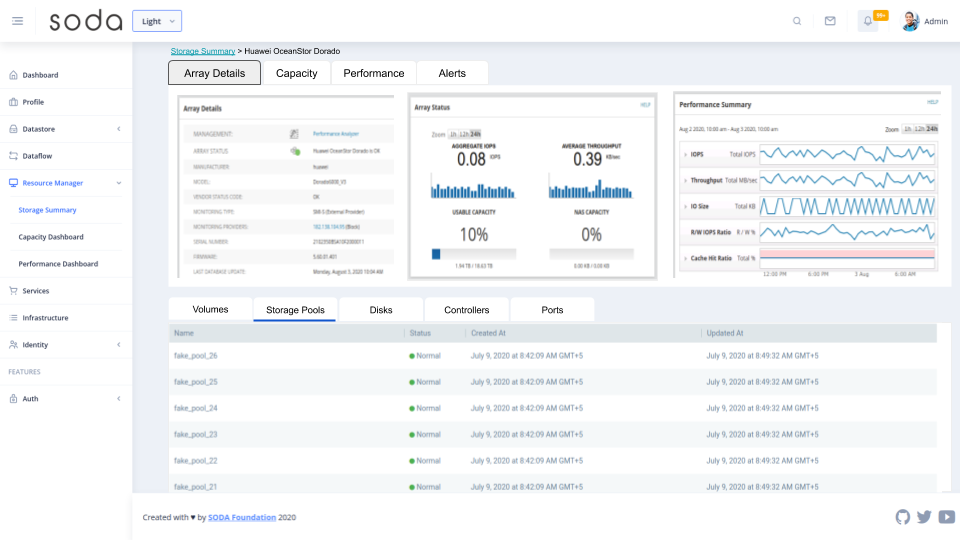 soda
Light
99+
Admin
Dashboard
Profile
Datastore
Dataflow
Resource Manager
Storage Summary
Capacity Dashboard
Performance Dashboard
Services
Infrastructure
Identity
FEATURES
Auth
Storage Summary > Huawei OceanStor Dorado
Array Details Capacity Performance Alerts
Array Details
MANAGEMENT: Performance Analyzer
ARRAY STATUS: Huawei OceanStor Dorado is OK
MANUFACTURER: huawei
MODEL:
VENDOR STATUS CODE: OK
MONITORING TYPE: SMI-S (External Provider)
MONITORING PROVIDERS: (Block)
SERIAL NUMBER:
FIRMWARE: 5.60.01.401
LAST DATABASE UPDATE: Monday, August 3, 2020 10:04 AM
Array Status HELP
Zoom 1h 12h 24h
AGGREGATE IOPS AVERAGE THROUGHPUT
0.08 IOPS 0.39 KB/sec
USABLE CAPACITY NAS CAPACITY
10% 0%
1.94 TB / 18.63 TB 0.00 KB / 0.00 KB
Performance Summary HELP
Aug 2 2020, 10:00 am - Aug 3 2020, 10:00 am Zoom 1h 12h 24h
> IOPS Total IOPS
> Throughput Total MB/sec
> IO Size Total KB
R/W IOPS Ratio R / W %
> Cache Hit Ratio Total %
12:00 PM 6:00 PM 3 Aug 6:00 AM
Volumes Storage Pools Disks Controllers Ports
Name Status Created At Updated At
fake_pool_26 Normal July 9, 2020 at 8:42:09 AM GMT+5 July 9, 2020 at 8:49:32 AM GMT+5
fake_pool_25 Normal July 9, 2020 at 8:42:09 AM GMT+5 July 9, 2020 at 8:49:32 AM GMT+5
fake_pool_24 Normal July 9, 2020 at 8:42:09 AM GMT+5 July 9, 2020 at 8:49:32 AM GMT+5
fake_pool_23 Normal July 9, 2020 at 8:42:09 AM GMT+5 July 9, 2020 at 8:49:32 AM GMT+5
fake_pool_22 Normal July 9, 2020 at 8:42:09 AM GMT+5 July 9, 2020 at 8:49:32 AM GMT+5
fake_pool_21 Normal July 9, 2020 at 8:42:09 AM GMT+5 July 9, 2020 at 8:49:32 AM GMT+5
Created with ♥ by SODA Foundation 2020